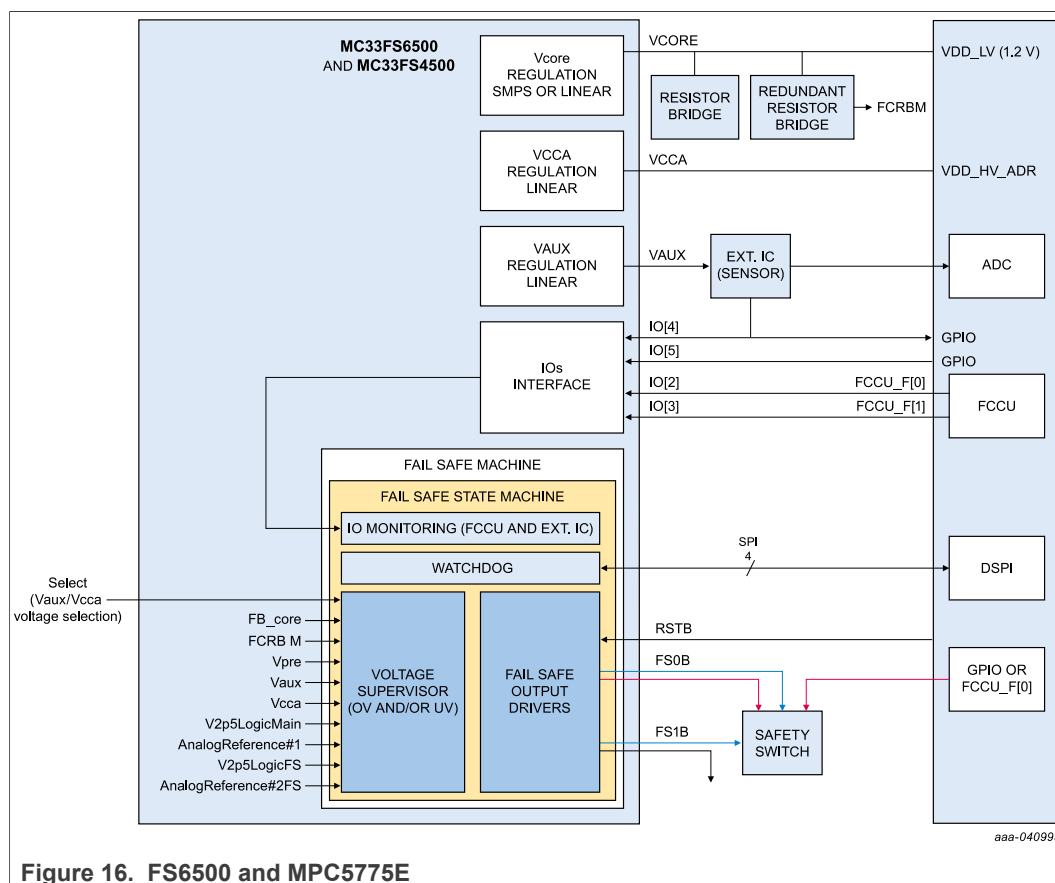 MC33FS6500
AND MC33FS4500
Vcore
REGULATION
SMPS OR LINEAR
VCORE
VDD_LV (1.2 V)
RESISTOR
BRIDGE
REDUNDANT
RESISTOR
BRIDGE
FCRBM
VCCA
REGULATION
LINEAR
VCCA
VDD_HV_ADR
VAUX
REGULATION
LINEAR
VAUX
EXT. IC
(SENSOR)
ADC
IOs
INTERFACE
IO[4]
GPIO
IO[5]
GPIO
IO[2]
FCCU_F[0]
IO[3]
FCCU_F[1]
FCCU
FAIL SAFE MACHINE
FAIL SAFE STATE MACHINE
IO MONITORING (FCCU AND EXT. IC)
WATCHDOG
SPI
4
DSPI
Select
(Vaux/Vcca
voltage selection)
FB_core
FCRB M
Vpre
Vaux
Vcca
V2p5LogicMain
AnalogReference#1
V2p5LogicFS
AnalogReference#2FS
VOLTAGE
SUPERVISOR
(OV AND/OR UV)
FAIL SAFE
OUTPUT
DRIVERS
RSTB
FS0B
FS1B
SAFETY
SWITCH
GPIO OR
FCCU_F[0]
aaa-04099
Figure 16. FS6500 and MPC5775E